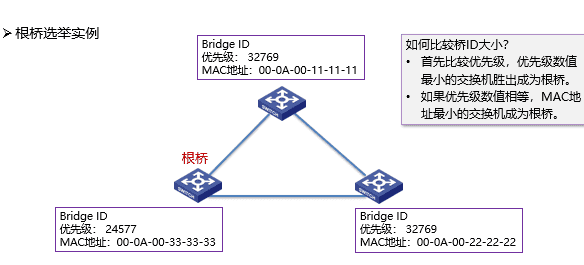 ➢ 根桥选举实例
Bridge ID
优先级： 32769
MAC地址：00-0A-00-11-11-11
如何比较桥ID大小?
• 首先比较优先级，优先级数值
最小的交换机胜出成为根桥。
• 如果优先级数值相等，MAC地
址最小的交换机成为根桥。
根桥
Bridge ID
优先级： 24577
MAC地址：00-0A-00-33-33-33
Bridge ID
优先级： 32769
MAC地址：00-0A-00-22-22-22